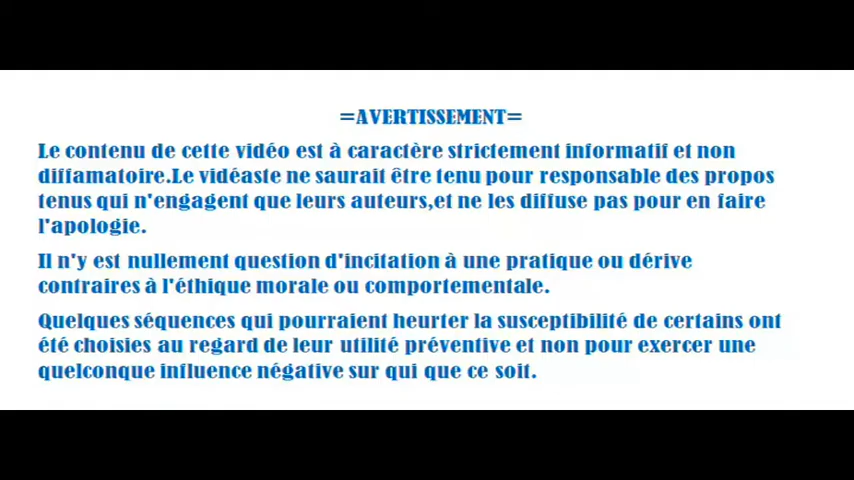 =AVERTISSEMENT=
Le contenu de cette vidéo est à caractère strictement informatif et non
diffamatoire.Le vidéaste ne saurait être tenu pour responsable des propos
tenus qui n'engagent que leurs auteurs,et ne les diffuse pas pour en faire
l'apologie.
Il n'y est nullement question d'incitation à une pratique ou dérive
contraires à l'éthique morale ou comportementale.
Quelques séquences qui pourraient heurter la susceptibilité de certains ont
été choisies au regard de leur utilité préventive et non pour exercer une
quelconque influence négative sur qui que ce soit.